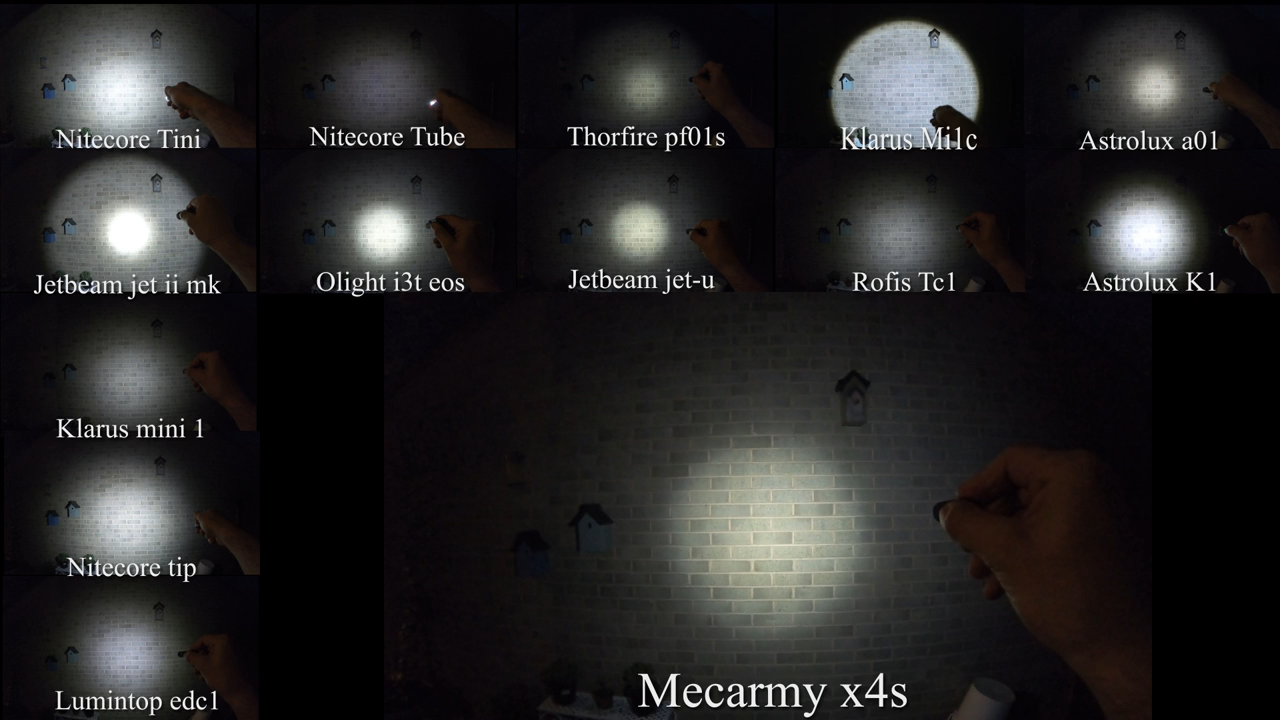 Nitecore Tini
Nitecore Tube
Thorfire pf01s
Klarus Mi1c
Astrolux a01
Jetbeam jet ii mk
Olight i3t eos
Jetbeam jet-u
Rofis Tc1
Astrolux K1
Klarus mini 1
Nitecore tip
Lumintop edc1
Mecarmy x4s